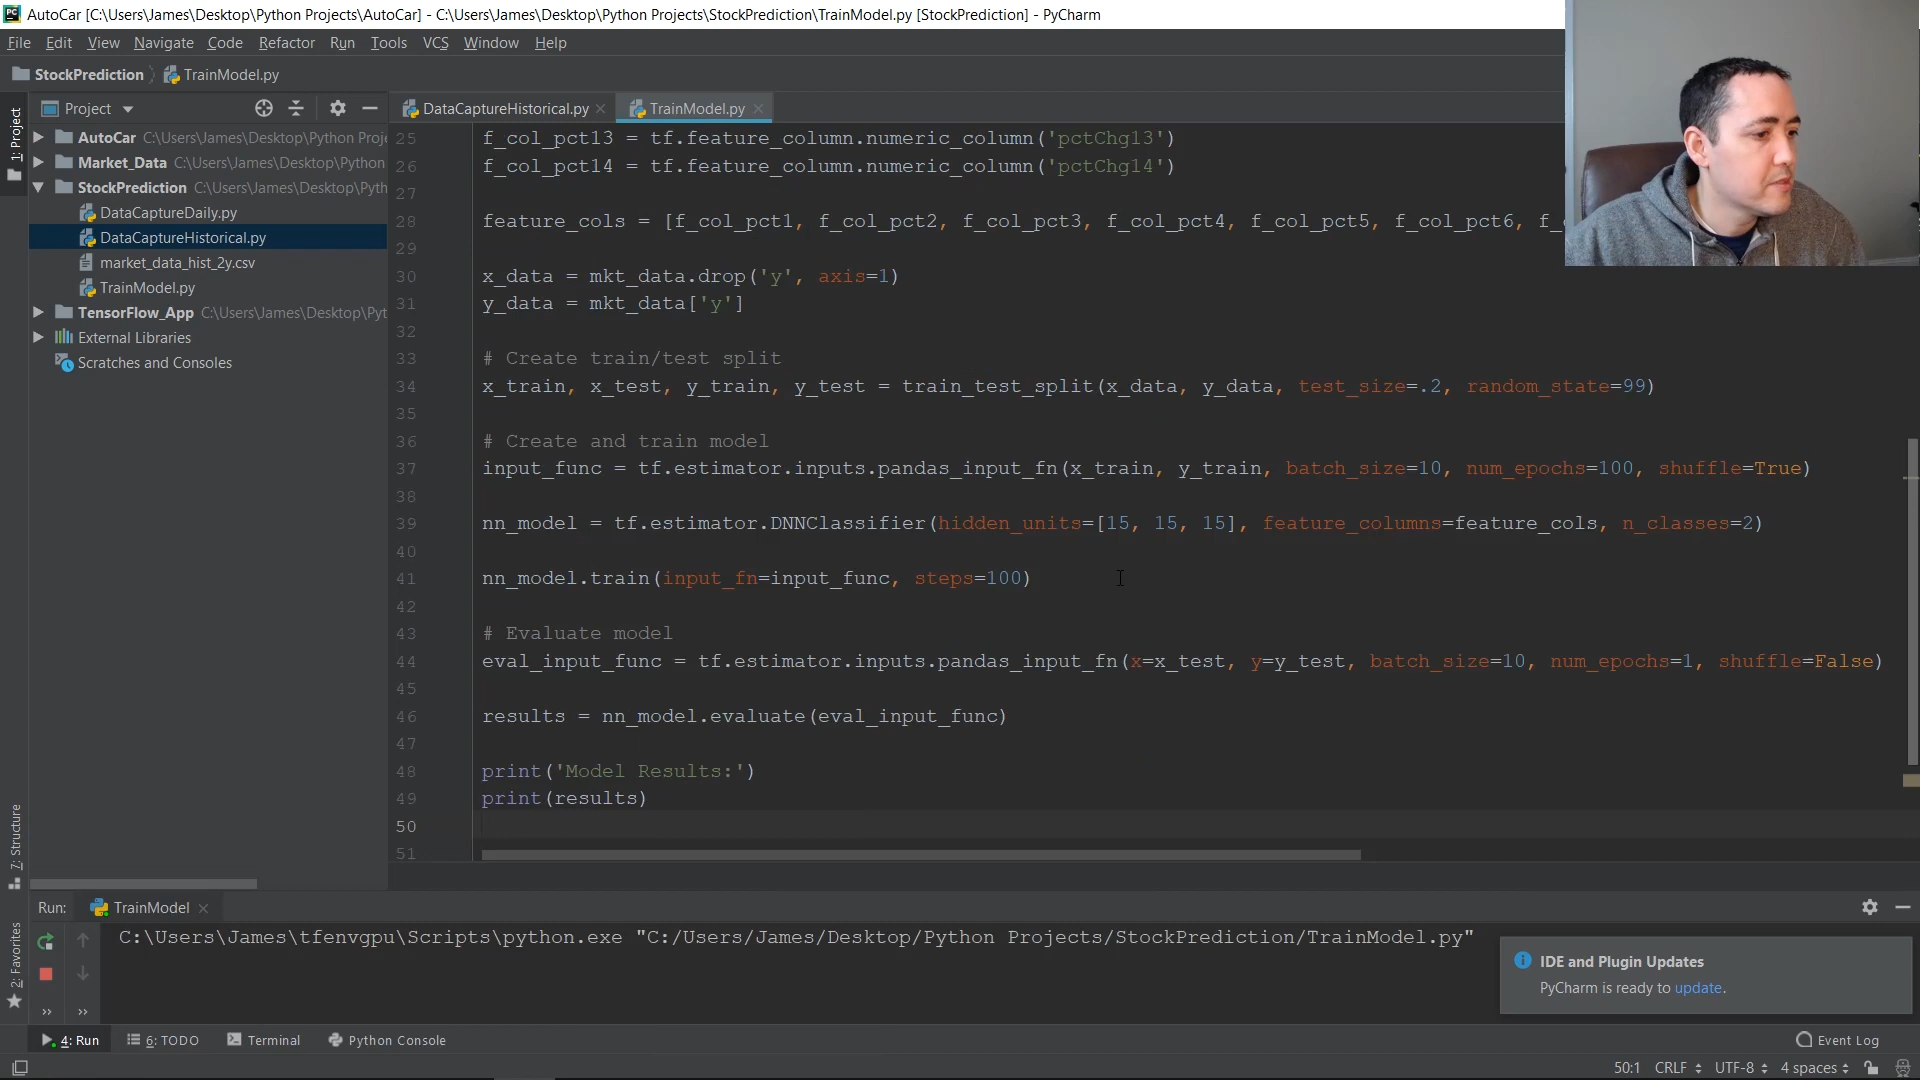 AutoCar [C:\Users\James\Desktop\Python Projects\AutoCar] - C:\Users\James\Desktop\Python Projects\StockPrediction\TrainModel.py [StockPrediction] - PyCharm
File Edit View Navigate Code Refactor Run Tools VCS Window Help
StockPrediction TrainModel.py
1: Project
Project
DataCaptureHistorical.py TrainModel.py
AutoCar C:\Users\James\Desktop\Python Proje
Market_Data C:\Users\James\Desktop\Python
StockPrediction C:\Users\James\Desktop\Pyth
DataCaptureDaily.py
DataCaptureHistorical.py
market_data_hist_2y.csv
TrainModel.py
TensorFlow_App C:\Users\James\Desktop\Pyt
External Libraries
Scratches and Consoles
25 f_col_pct13 = tf.feature_column.numeric_column('pctChg13')
26 f_col_pct14 = tf.feature_column.numeric_column('pctChg14')
27
28 feature_cols = [f_col_pct1, f_col_pct2, f_col_pct3, f_col_pct4, f_col_pct5, f_col_pct6, f_c
29
30 x_data = mkt_data.drop('y', axis=1)
31 y_data = mkt_data['y']
32
33 # Create train/test split
34 x_train, x_test, y_train, y_test = train_test_split(x_data, y_data, test_size=.2, random_state=99)
35
36 # Create and train model
37 input_func = tf.estimator.inputs.pandas_input_fn(x_train, y_train, batch_size=10, num_epochs=100, shuffle=True)
38
39 nn_model = tf.estimator.DNNClassifier(hidden_units=[15, 15, 15], feature_columns=feature_cols, n_classes=2)
40
41 nn_model.train(input_fn=input_func, steps=100)
42
43 # Evaluate model
44 eval_input_func = tf.estimator.inputs.pandas_input_fn(x=x_test, y=y_test, batch_size=10, num_epochs=1, shuffle=False)
45
46 results = nn_model.evaluate(eval_input_func)
47
48 print('Model Results:')
49 print(results)
50
51
7: Structure
2: Favorites
Run: TrainModel
C:\Users\James\tfenvgpu\Scripts\python.exe "C:/Users/James/Desktop/Python Projects/StockPrediction/TrainModel.py"
IDE and Plugin Updates
PyCharm is ready to update.
4: Run 6: TODO Terminal Python Console Event Log
50:1 CRLF UTF-8 4 spaces